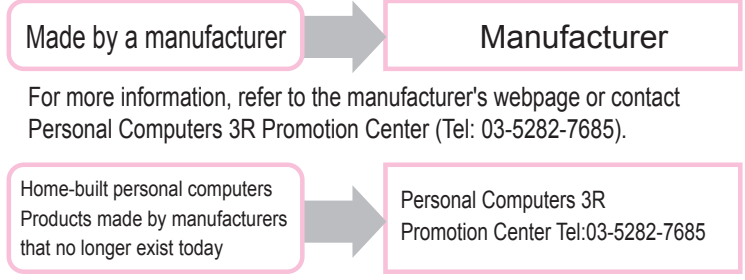 Made by a manufacturer
Manufacturer
For more information, refer to the manufacturer's webpage or contact
Personal Computers 3R Promotion Center (Tel: 03-5282-7685).
Home-built personal computers
Products made by manufacturers
that no longer exist today
Personal Computers 3R
Promotion Center Tel:03-5282-7685